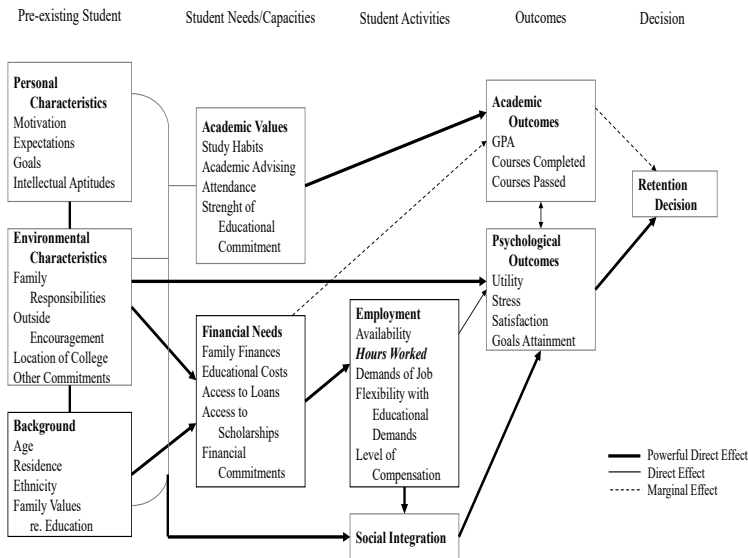 Pre-existing Student
Student Needs/Capacities
Student Activities
Outcomes
Decision
Personal
Characteristics
Motivation
Expectations
Goals
Intellectual Aptitudes
Environmental
Characteristics
Family
Responsibilities
Outside
Encouragement
Location of College
Other Commitments
Background
Age
Residence
Ethnicity
Family Values
re. Education
Academic Values
Study Habits
Academic Advising
Attendance
Strenght of
Educational
Commitment
Financial Needs
Family Finances
Educational Costs
Access to Loans
Access to
Scholarships
Financial
Commitments
Employment
Availability
Hours Worked
Demands of Job
Flexibility with
Educational
Demands
Level of
Compensation
Social Integration
Academic
Outcomes
GPA
Courses Completed
Courses Passed
Psychological
Outcomes
Utility
Stress
Satisfaction
Goals Attainment
Retention
Decision
Powerful Direct Effect
Direct Effect
Marginal Effect